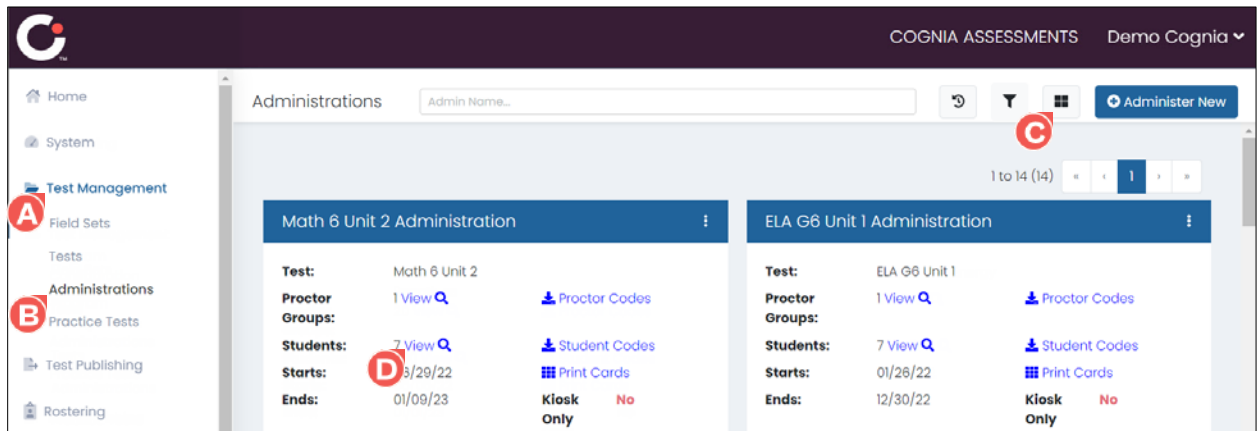 COGNIA ASSESSMENTS Demo Cognia
TM
Home
Administrations Admin Name... Administer New
System
C
1 to 14 (14) « ‹ 1 › »
Test Management
A
Field Sets
Tests
Administrations
B
Practice Tests
Test Publishing
Rostering
Math 6 Unit 2 Administration
Test: Math 6 Unit 2
Proctor Groups: 1 View Proctor Codes
Students: 7 View Student Codes
D
Starts: /29/22 Print Cards
Ends: 01/09/23 Kiosk Only No
ELA G6 Unit 1 Administration
Test: ELA G6 Unit 1
Proctor Groups: 1 View Proctor Codes
Students: 7 View Student Codes
Starts: 01/26/22 Print Cards
Ends: 12/30/22 Kiosk Only No